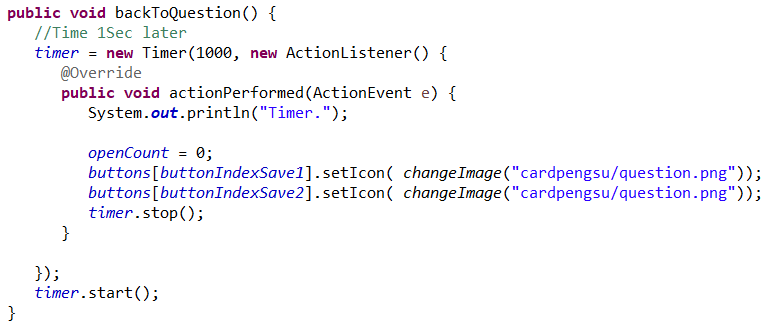 public void backToQuestion() {
//Time 1Sec later
timer = new Timer(1000, new ActionListener() {
@Override
public void actionPerformed(ActionEvent e) {
System.out.println("Timer.");
openCount = 0;
buttons[buttonIndexSave1].setIcon( changeImage("cardpengsu/question.png"));
buttons[buttonIndexSave2].setIcon( changeImage("cardpengsu/question.png"));
timer.stop();
}
});
timer.start();
}